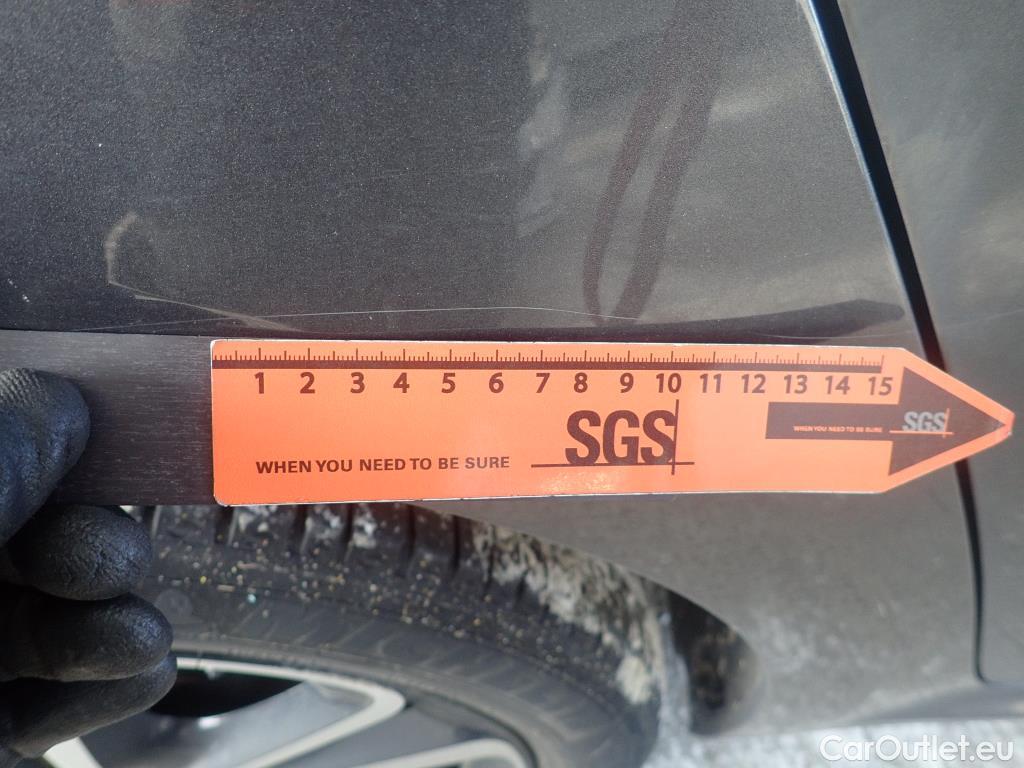 1 2 3 4 5 6 7 8 9 10 11 12 13 14 15
SGS
WHEN YOU NEED TO BE SURE
WHEN YOU NEED TO BE SURE
SGS
CarOutlet.eu